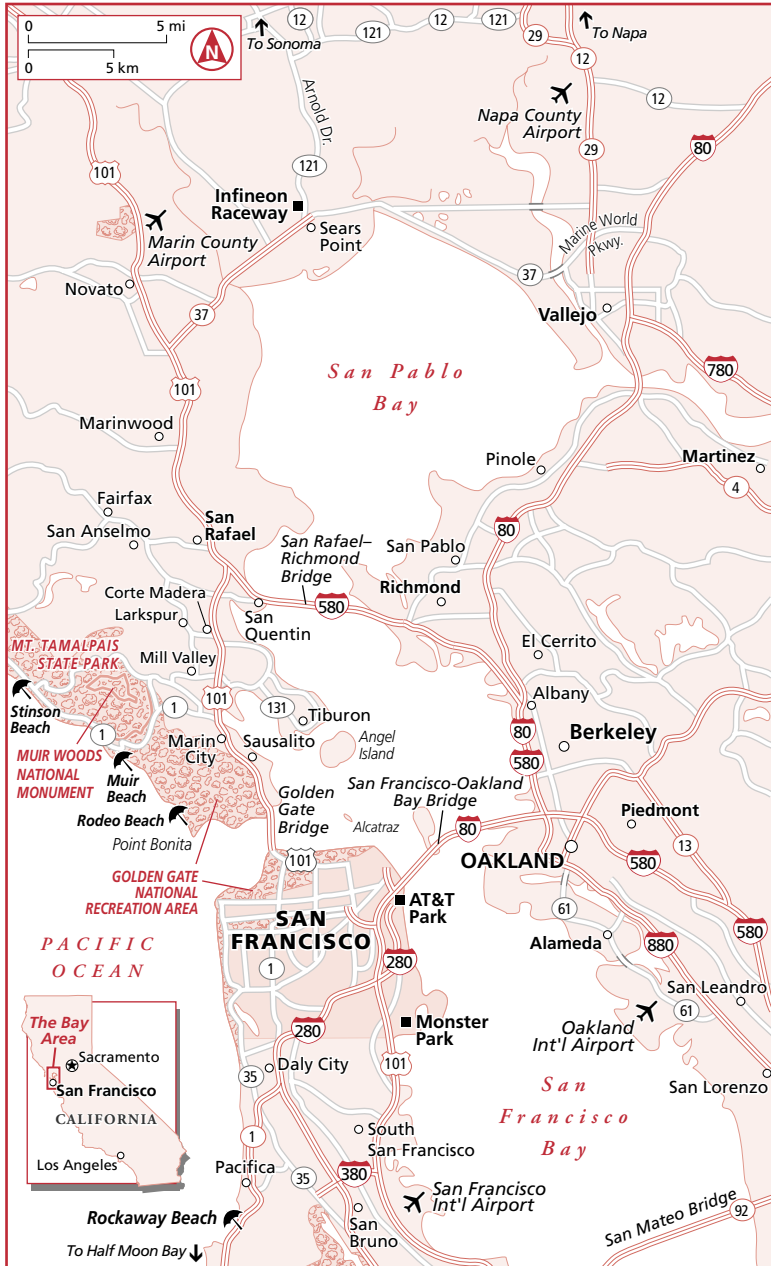 0 5 mi
0 5 km
N
To Sonoma
12
121
12
121
29
To Napa
12
12
Arnold Dr.
Napa County
Airport
29
80
101
121
Infineon
Raceway
Sears
Point
Marin County
Airport
Marine World
Pkwy.
37
Novato
37
Vallejo
San Pablo
Bay
780
101
Marinwood
Pinole
Martinez
4
Fairfax
San Anselmo
San
Rafael
San Rafael–
Richmond
Bridge
80
San Pablo
Richmond
Corte Madera
Larkspur
San
Quentin
580
MT. TAMALPAIS
STATE PARK
Mill Valley
El Cerrito
Stinson
Beach
1
101
131
Tiburon
Albany
80
580
Berkeley
MUIR WOODS
NATIONAL
MONUMENT
1
Muir
Beach
Marin
City
Sausalito
Angel
Island
San Francisco-Oakland
Bay Bridge
Rodeo Beach
Point Bonita
Golden
Gate
Bridge
Alcatraz
80
Piedmont
13
101
OAKLAND
580
GOLDEN GATE
NATIONAL
RECREATION AREA
AT&T
Park
61
SAN
FRANCISCO
Alameda
880
580
PACIFIC
OCEAN
1
280
San Leandro
61
280
Monster
Park
Oakland
Int'l Airport
The Bay
Area
Sacramento
San Francisco
CALIFORNIA
Los Angeles
Daly City
35
101
San Lorenzo
San
Francisco
Bay
1
South
San Francisco
Pacifica
35
380
San Francisco
Int'l Airport
Rockaway Beach
San
Bruno
San Mateo Bridge
92
To Half Moon Bay